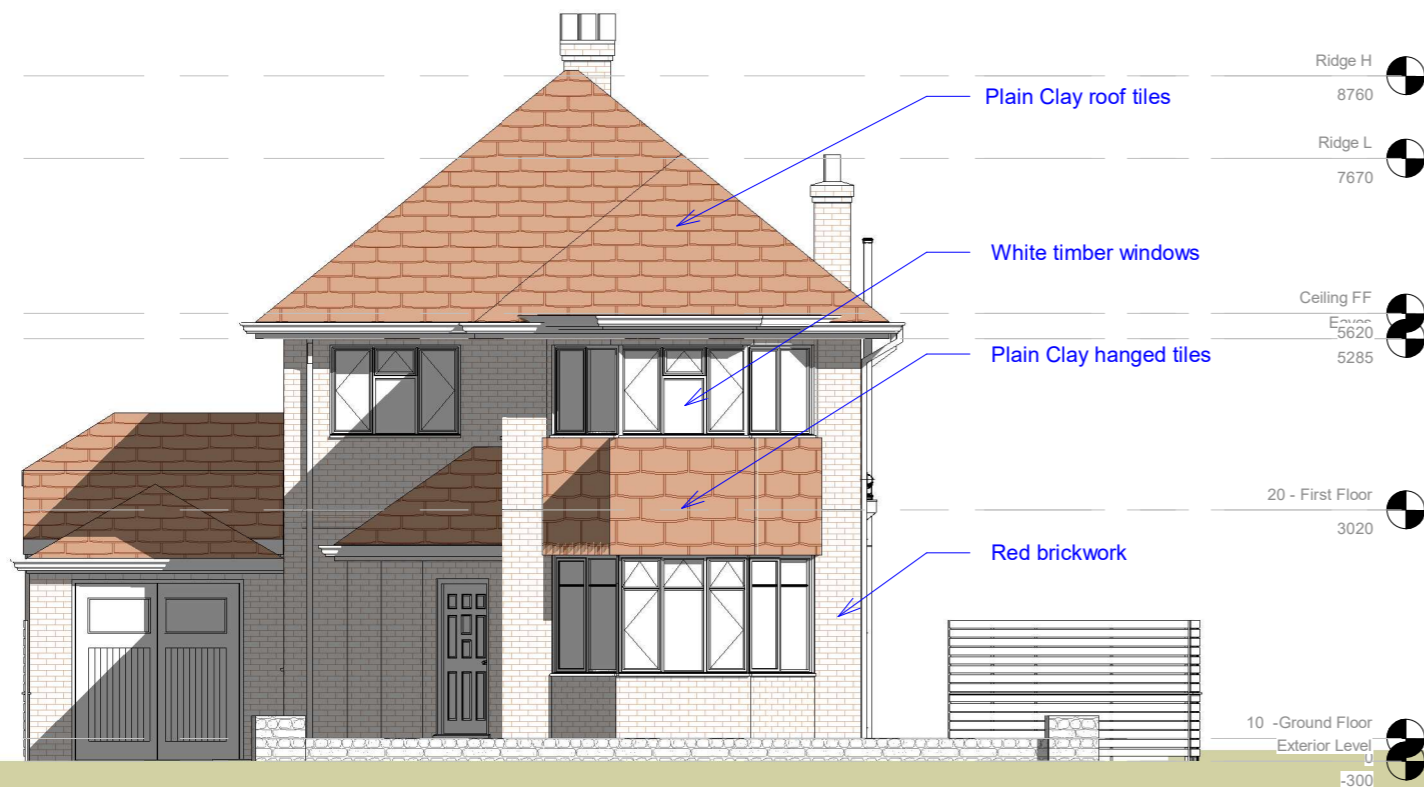 Ridge H
8760
Plain Clay roof tiles
Ridge L
7670
White timber windows
Ceiling FF
Eaves
5620
5285
Plain Clay hanged tiles
20 - First Floor
3020
Red brickwork
10 -Ground Floor
Exterior Level
0
-300